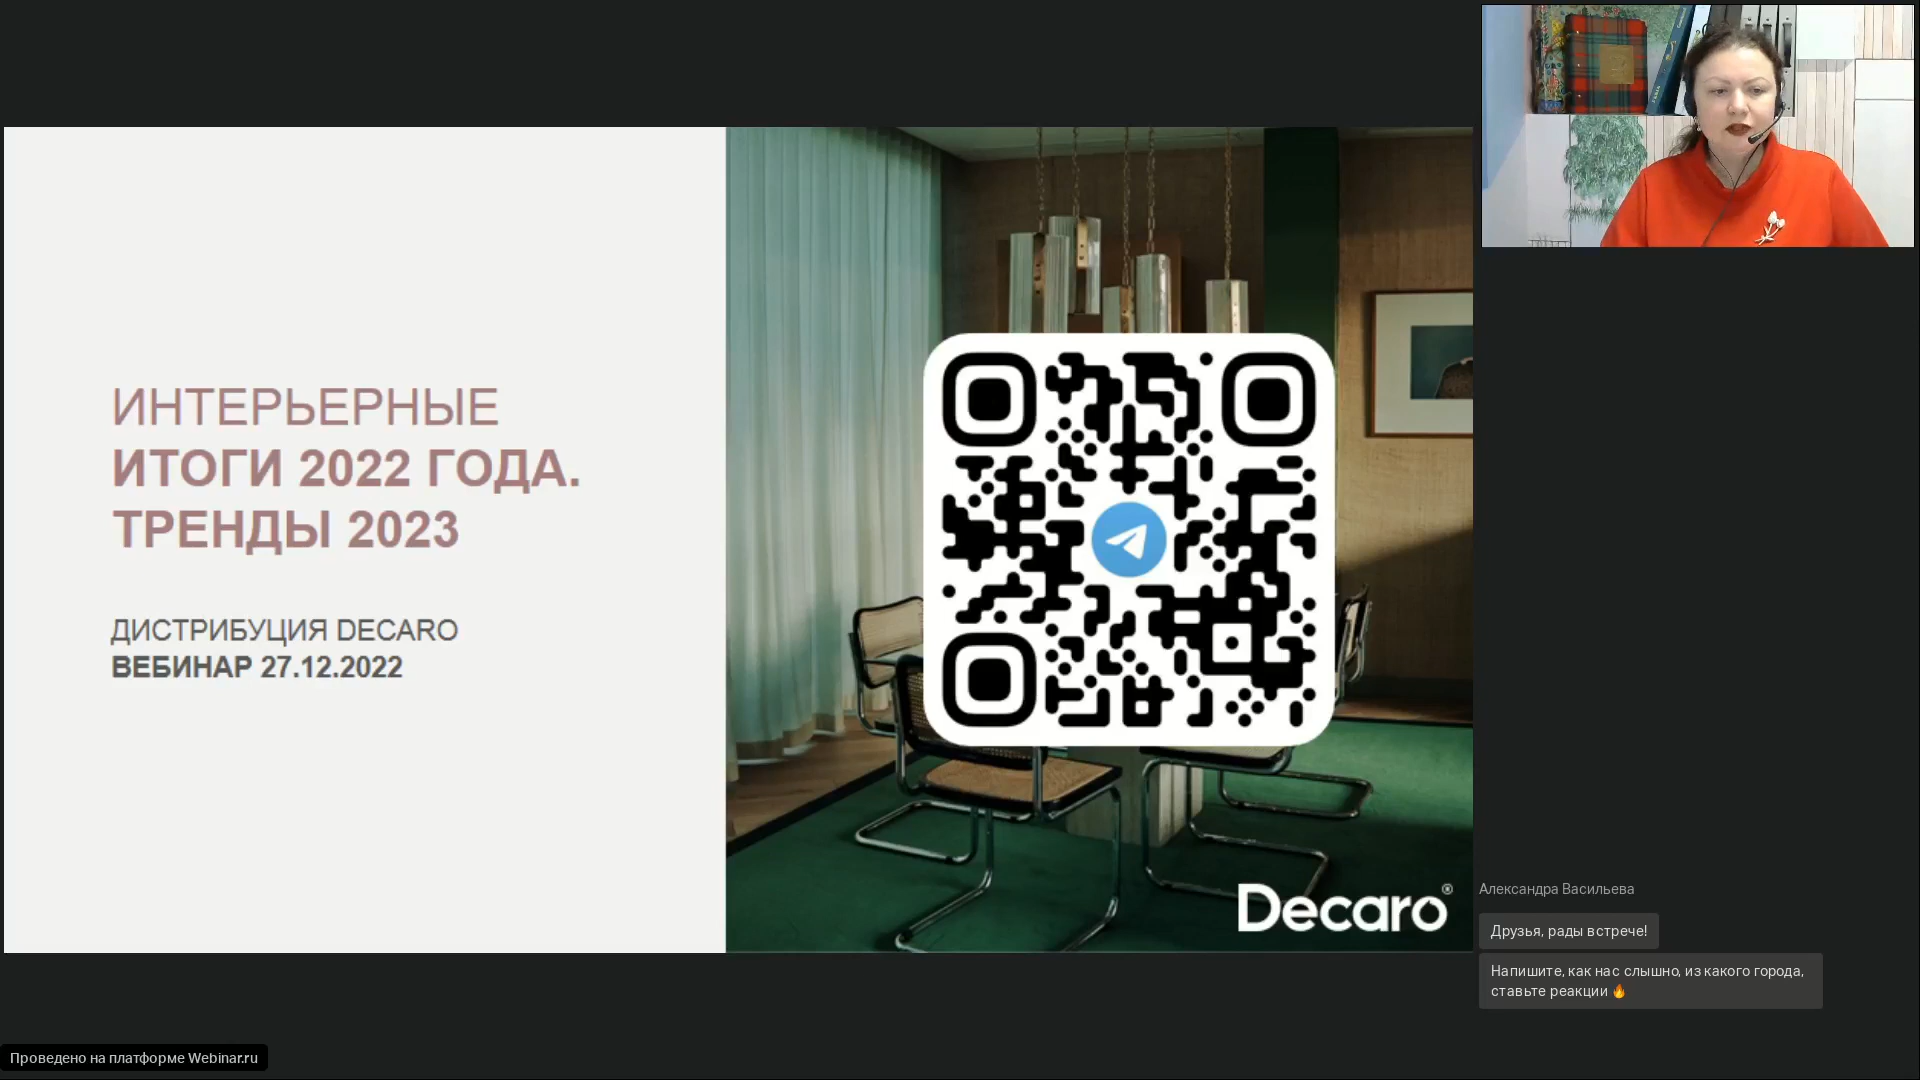 ИНТЕРЬЕРНЫЕ
ИТОГИ 2022 ГОДА.
ТРЕНДЫ 2023
ДИСТРИБУЦИЯ DECARO
ВЕБИНАР 27.12.2022
Decaro®
Александра Васильева
Друзья, рады встрече!
Напишите, как нас слышно, из какого города,
ставьте реакции 🔥
Проведено на платформе Webinar.ru